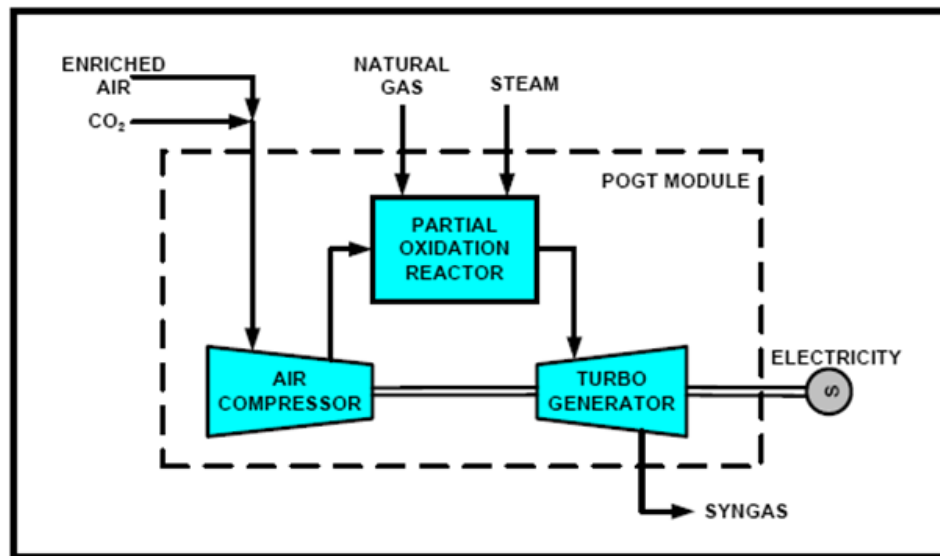 ENRICHED
AIR
CO₂
NATURAL
GAS
STEAM
POGT MODULE
PARTIAL
OXIDATION
REACTOR
AIR
COMPRESSOR
TURBO
GENERATOR
ELECTRICITY
S
SYNGAS